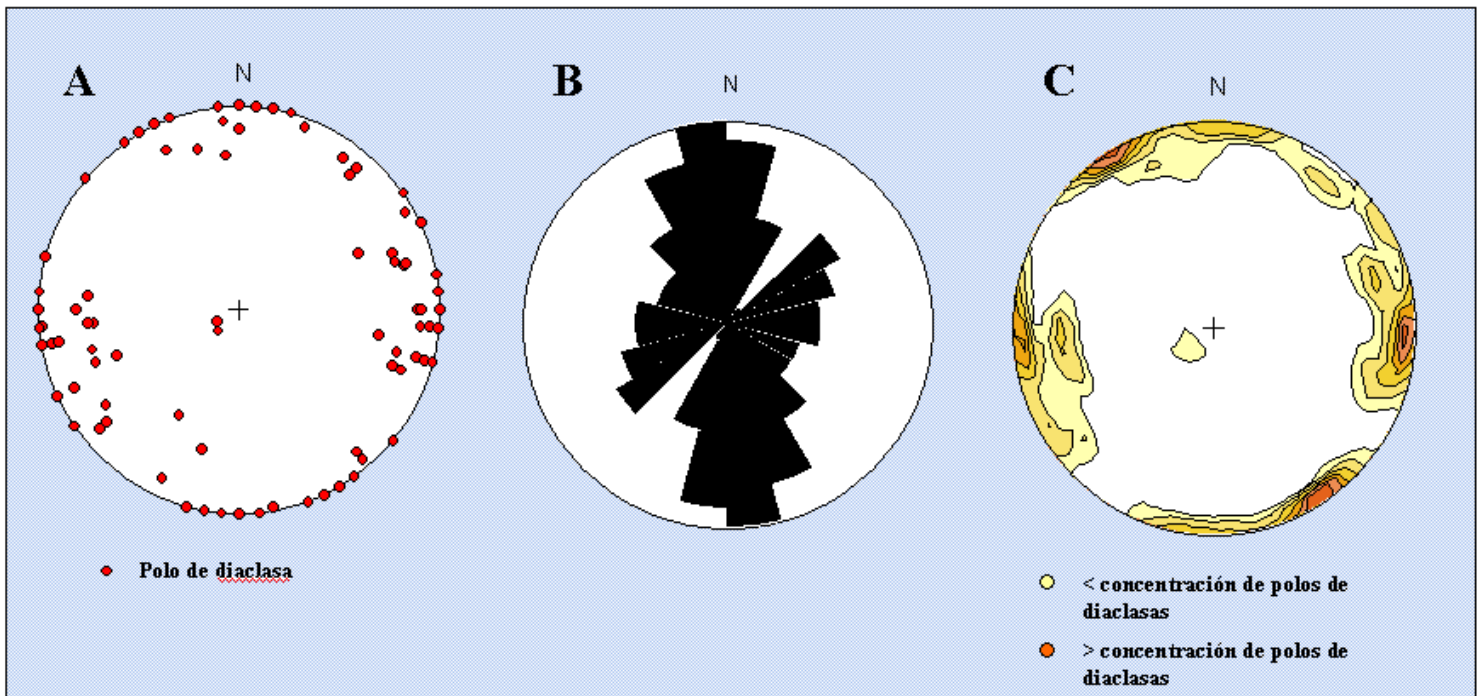 A
N
B
N
C
N
Polo de diaclasa
< concentración de polos de
diaclasas
> concentración de polos de
diaclasas